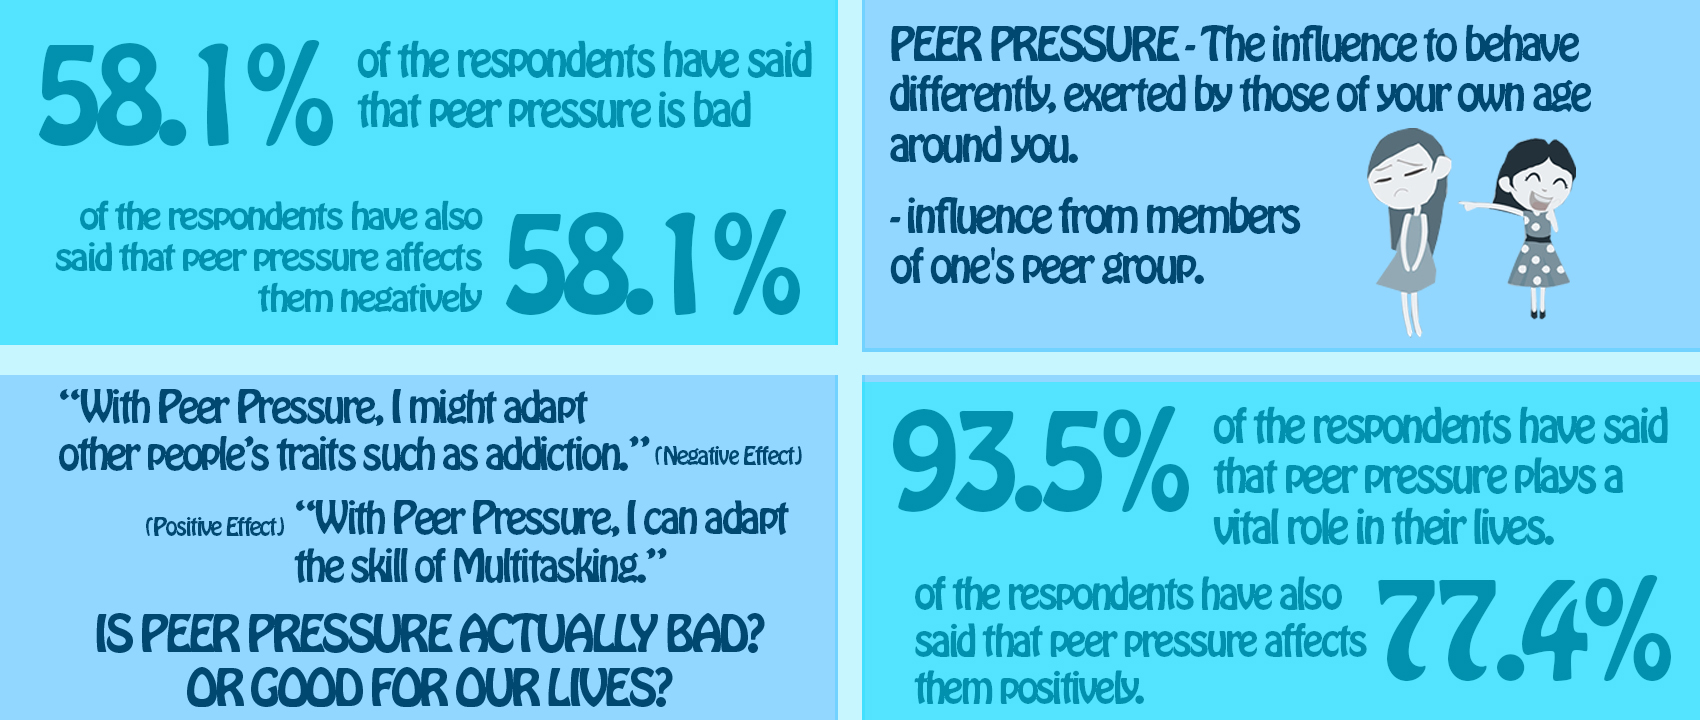 58.1%
of the respondents have said
that peer pressure is bad
of the respondents have also
said that peer pressure affects
them negatively
58.1%
PEER PRESSURE - The influence to behave
differently, exerted by those of your own age
around you.
- influence from members
of one's peer group.
“With Peer Pressure, I might adapt
other people’s traits such as addiction.” (Negative Effect)
(Positive Effect) “With Peer Pressure, I can adapt
the skill of Multitasking.”
IS PEER PRESSURE ACTUALLY BAD?
OR GOOD FOR OUR LIVES?
93.5%
of the respondents have said
that peer pressure plays a
vital role in their lives.
of the respondents have also
said that peer pressure affects
them positively.
77.4%